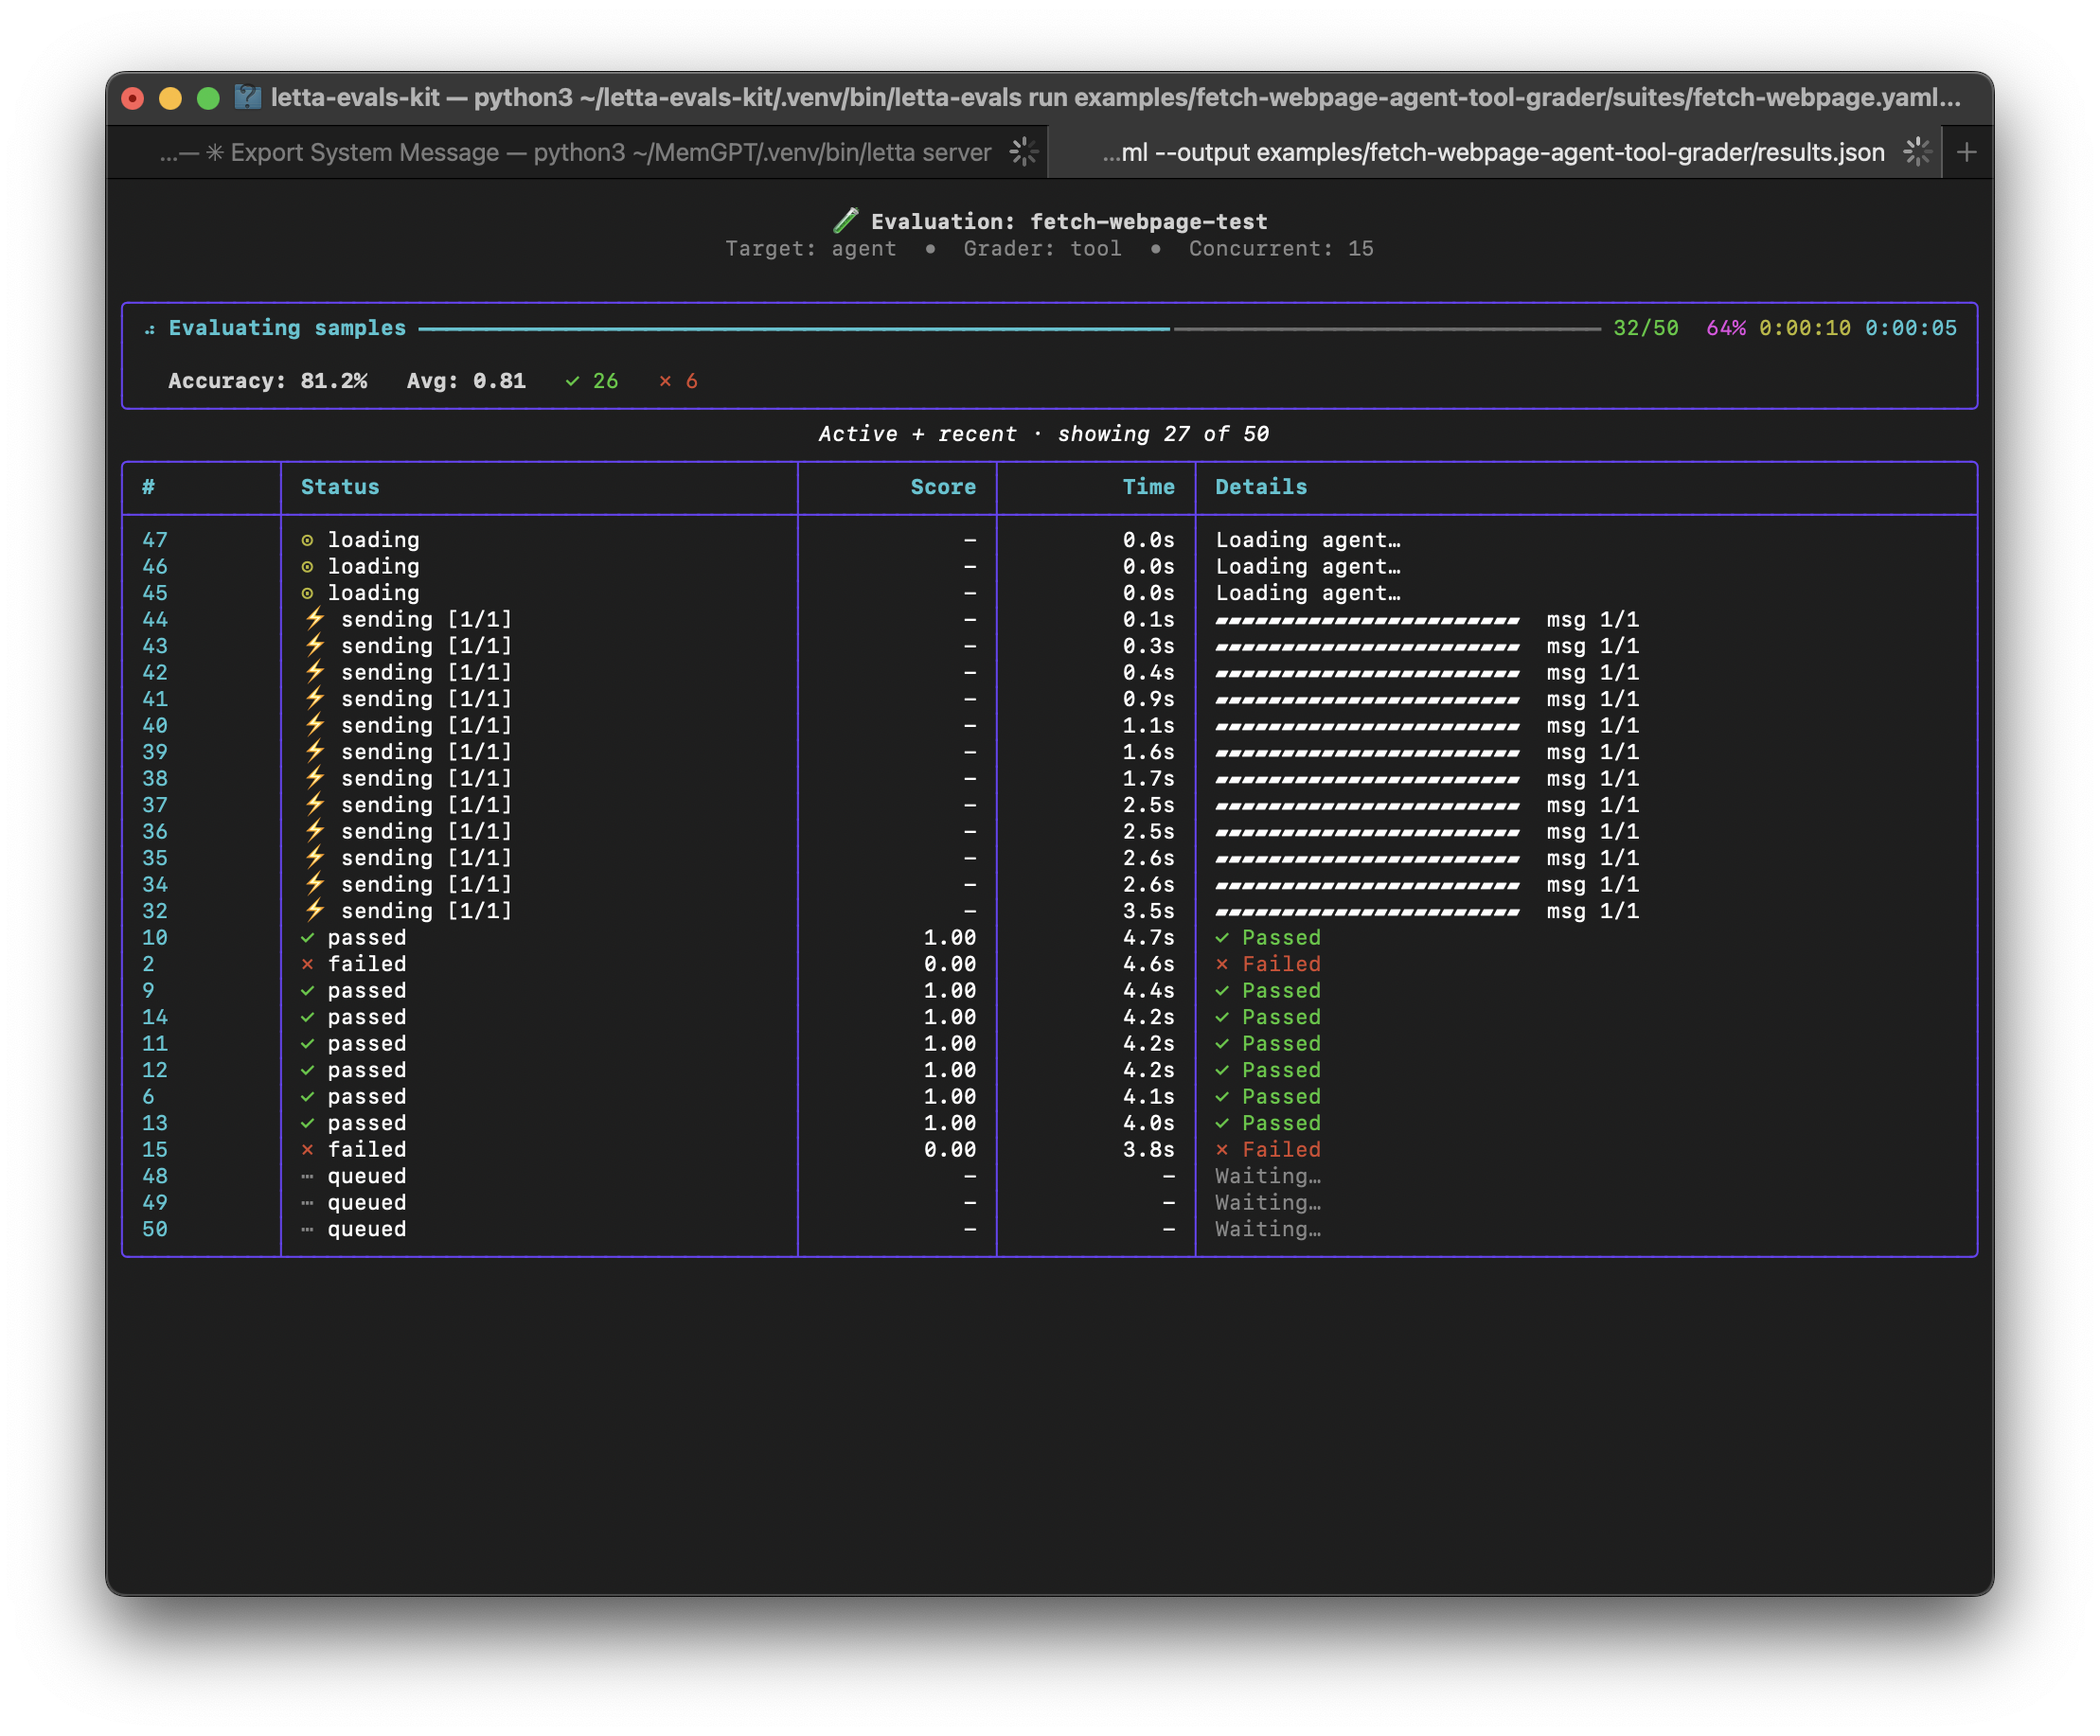 letta-evals-kit — python3 ~/letta-evals-kit/.venv/bin/letta-evals run examples/fetch-webpage-agent-tool-grader/suites/fetch-webpage.yaml...
...— ✳ Export System Message — python3 ~/MemGPT/.venv/bin/letta server
...ml --output examples/fetch-webpage-agent-tool-grader/results.json
🧪 Evaluation: fetch-webpage-test
Target: agent • Grader: tool • Concurrent: 15
Evaluating samples 32/50 64% 0:00:10 0:00:05
Accuracy: 81.2% Avg: 0.81 ✓ 26 × 6
Active + recent · showing 27 of 50
# Status Score Time Details
47 ⊙ loading – 0.0s Loading agent…
46 ⊙ loading – 0.0s Loading agent…
45 ⊙ loading – 0.0s Loading agent…
44 ⚡ sending [1/1] – 0.1s msg 1/1
43 ⚡ sending [1/1] – 0.3s msg 1/1
42 ⚡ sending [1/1] – 0.4s msg 1/1
41 ⚡ sending [1/1] – 0.9s msg 1/1
40 ⚡ sending [1/1] – 1.1s msg 1/1
39 ⚡ sending [1/1] – 1.6s msg 1/1
38 ⚡ sending [1/1] – 1.7s msg 1/1
37 ⚡ sending [1/1] – 2.5s msg 1/1
36 ⚡ sending [1/1] – 2.5s msg 1/1
35 ⚡ sending [1/1] – 2.6s msg 1/1
34 ⚡ sending [1/1] – 2.6s msg 1/1
32 ⚡ sending [1/1] – 3.5s msg 1/1
10 ✓ passed 1.00 4.7s ✓ Passed
2 × failed 0.00 4.6s × Failed
9 ✓ passed 1.00 4.4s ✓ Passed
14 ✓ passed 1.00 4.2s ✓ Passed
11 ✓ passed 1.00 4.2s ✓ Passed
12 ✓ passed 1.00 4.2s ✓ Passed
6 ✓ passed 1.00 4.1s ✓ Passed
13 ✓ passed 1.00 4.0s ✓ Passed
15 × failed 0.00 3.8s × Failed
48 ⋯ queued – – Waiting…
49 ⋯ queued – – Waiting…
50 ⋯ queued – – Waiting…